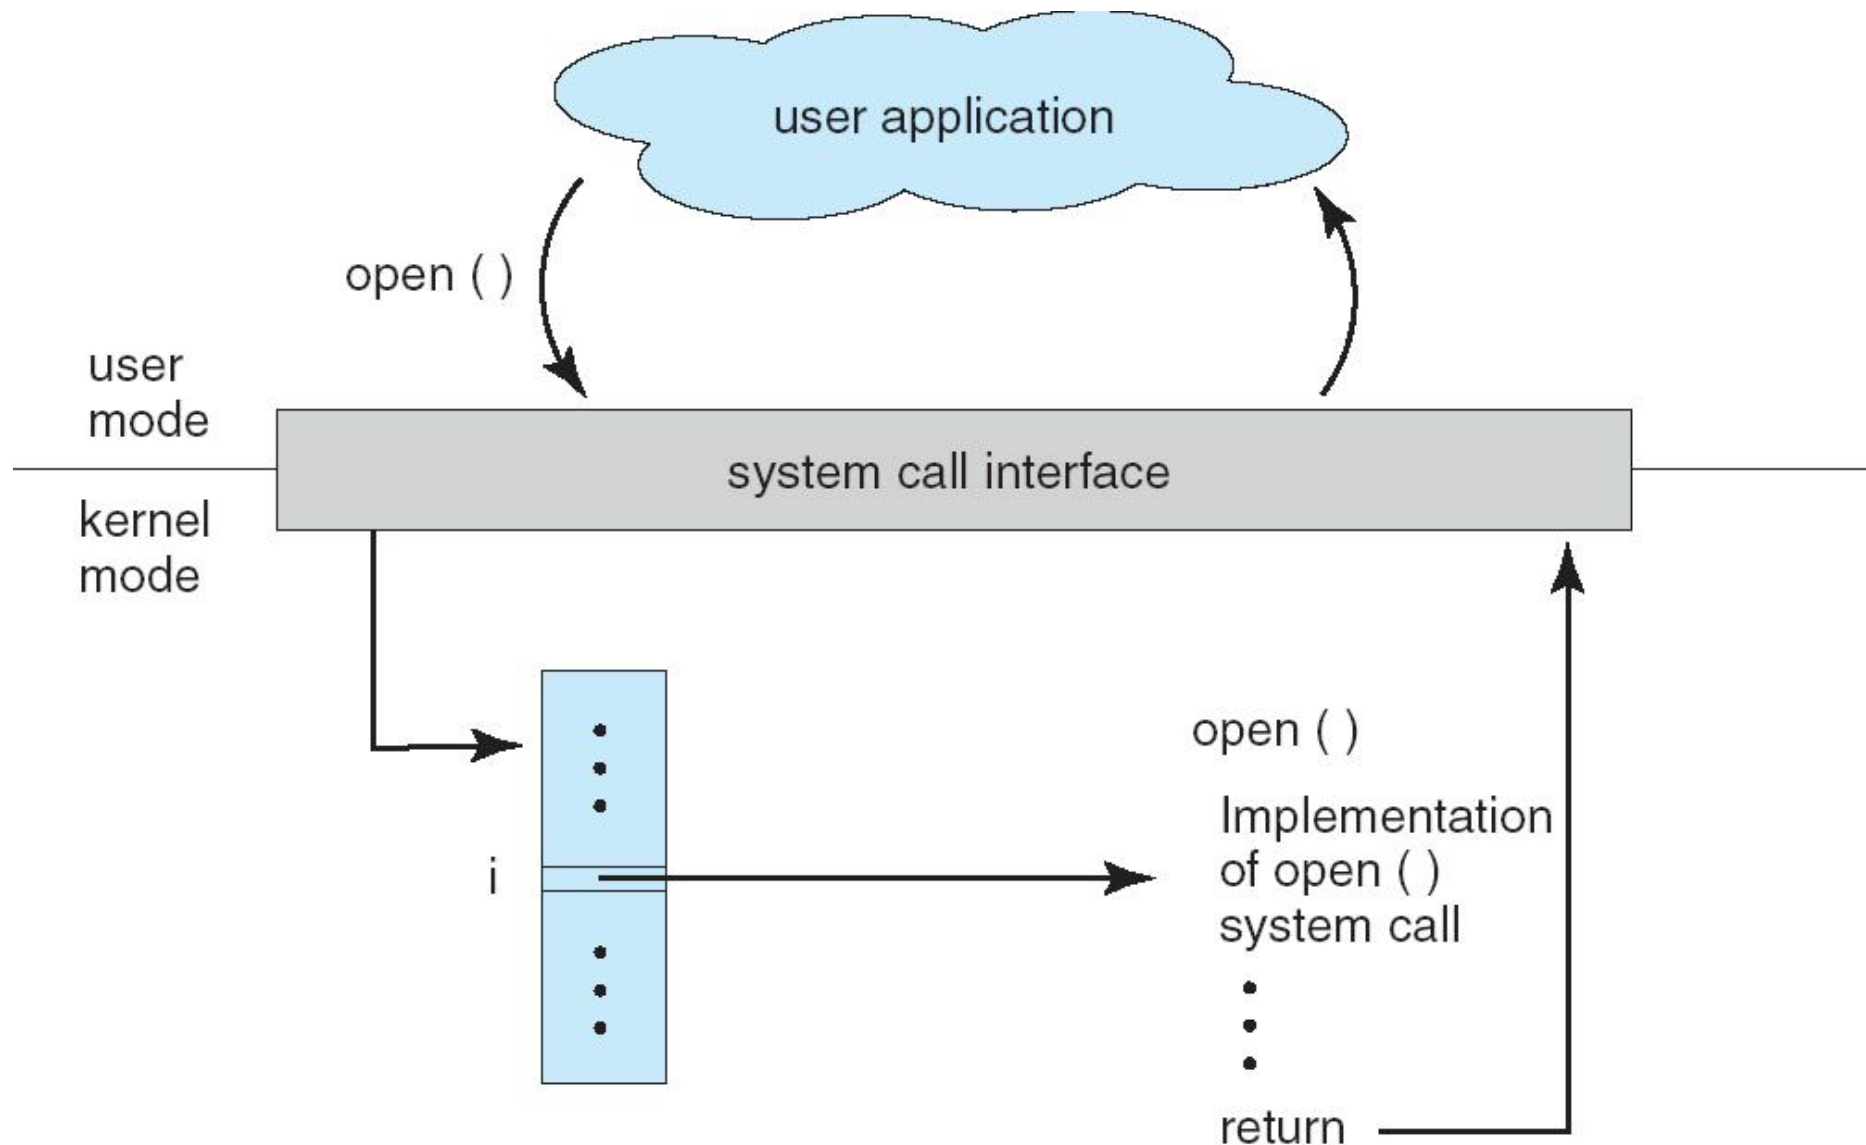 user application
open ( )
user
mode
system call interface
kernel
mode
open ( )
Implementation
of open ( )
system call
i
return